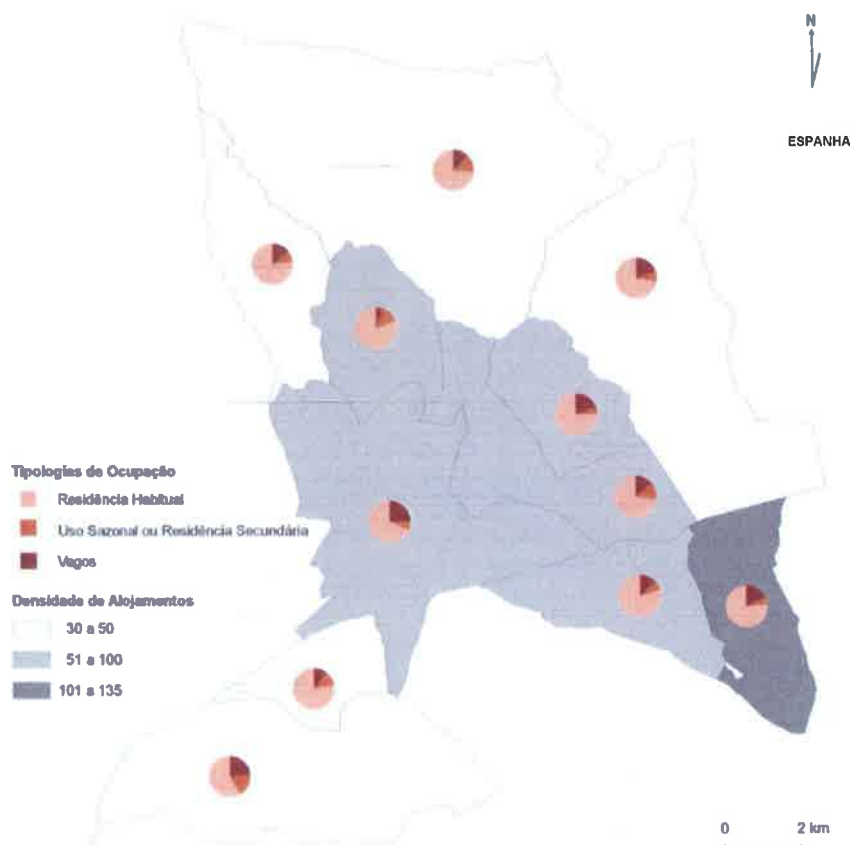 N
ESPANHA
Tipologias de Ocupação
Residência Habitual
Uso Sazonal ou Residência Secundária
Vagos
Densidade de Alojamentos
30 a 50
51 a 100
101 a 135
0 2 km